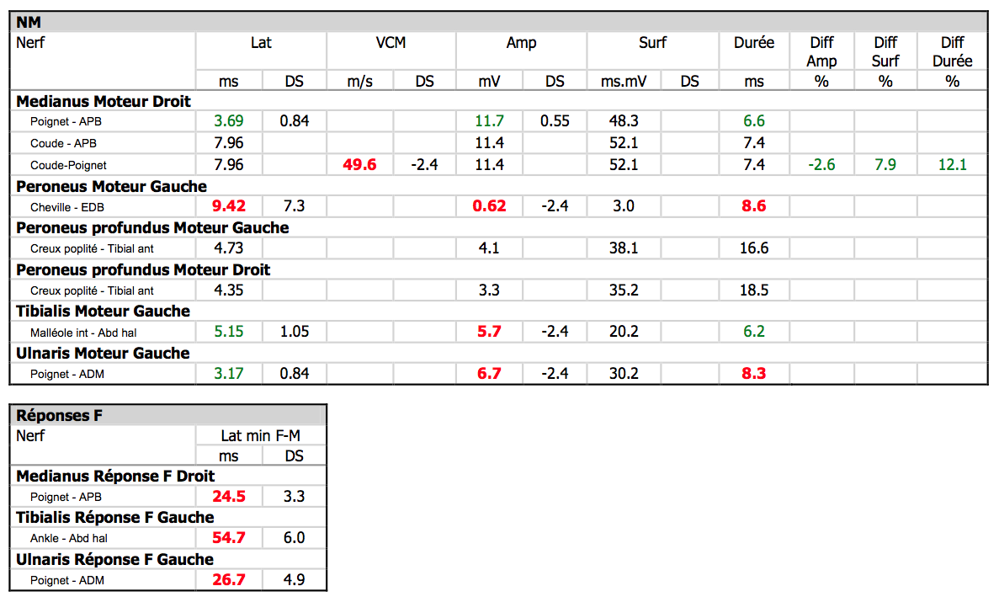 NM
Nerf Lat VCM Amp Surf Durée Diff Amp Diff Surf Diff Durée
ms DS m/s DS mV DS ms.mV DS ms % % %
Medianus Moteur Droit
Poignet - APB 3.69 0.84 11.7 0.55 48.3 6.6
Coude - APB 7.96 11.4 52.1 7.4
Coude-Poignet 7.96 49.6 -2.4 11.4 52.1 7.4 -2.6 7.9 12.1
Peroneus Moteur Gauche
Cheville - EDB 9.42 7.3 0.62 -2.4 3.0 8.6
Peroneus profundus Moteur Gauche
Creux poplité - Tibial ant 4.73 4.1 38.1 16.6
Peroneus profundus Moteur Droit
Creux poplité - Tibial ant 4.35 3.3 35.2 18.5
Tibialis Moteur Gauche
Malléole int - Abd hal 5.15 1.05 5.7 -2.4 20.2 6.2
Ulnaris Moteur Gauche
Poignet - ADM 3.17 0.84 6.7 -2.4 30.2 8.3
Réponses F
Nerf Lat min F-M
ms DS
Medianus Réponse F Droit
Poignet - APB 24.5 3.3
Tibialis Réponse F Gauche
Ankle - Abd hal 54.7 6.0
Ulnaris Réponse F Gauche
Poignet - ADM 26.7 4.9